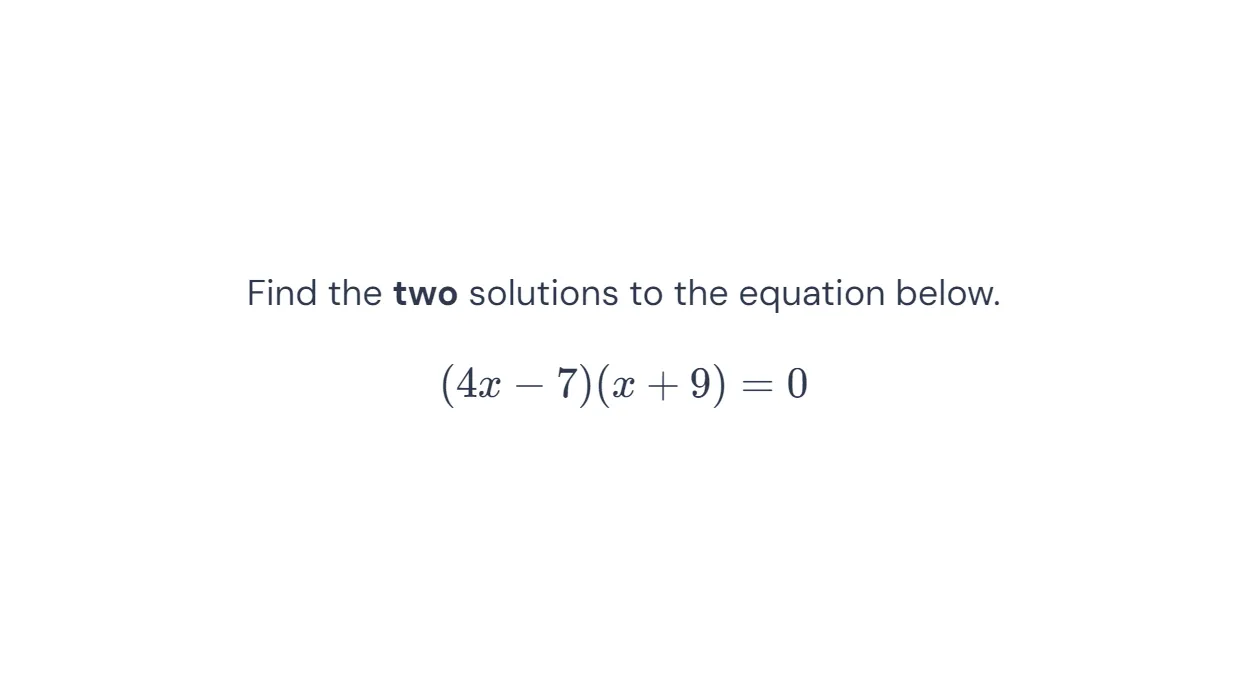 Find the two solutions to the equation below.
(4x − 7)(x + 9) = 0